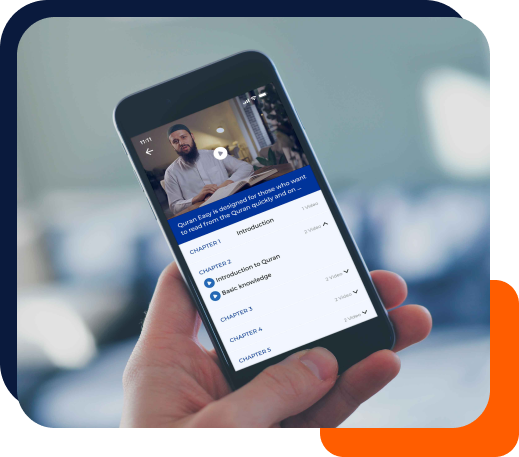 11:11
Quran Easy is designed for those who want
to read from the Quran quickly and on ...
CHAPTER 1 Introduction 1 Video
CHAPTER 2 2 Video
Introduction to Quran
Basic knowledge
CHAPTER 3 2 Video
CHAPTER 4 2 Video
CHAPTER 5 2 Video